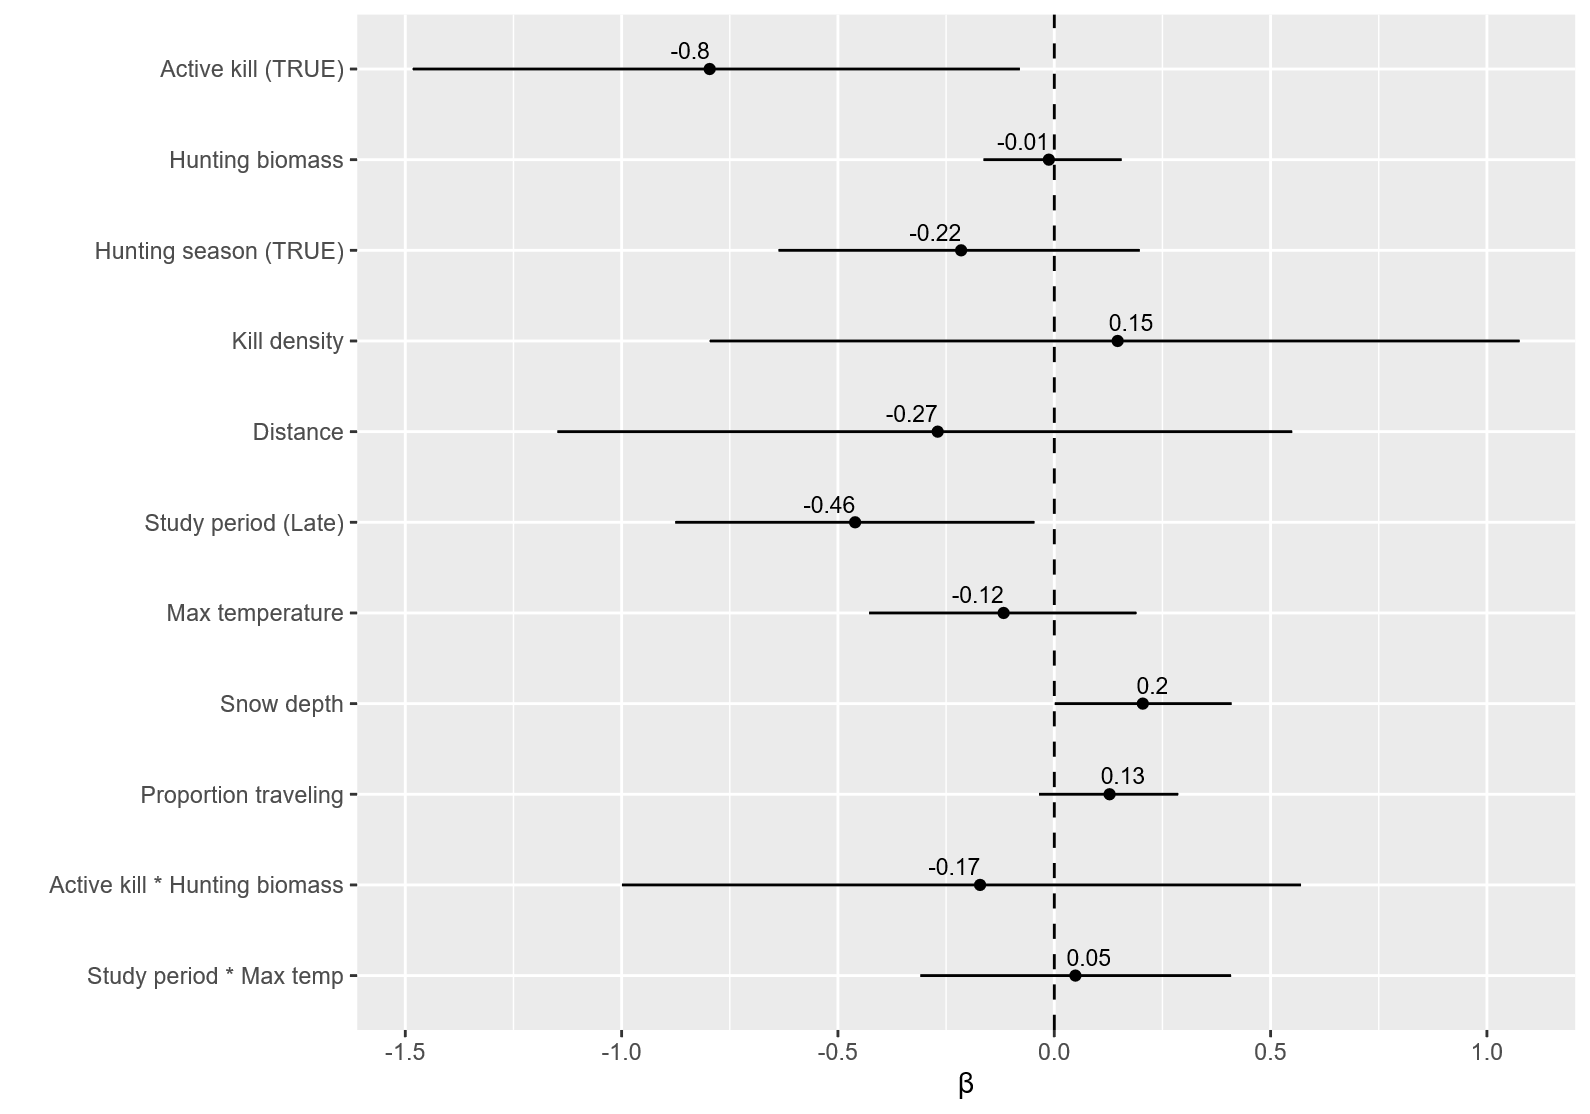 Active kill (TRUE) -0.8
Hunting biomass -0.01
Hunting season (TRUE) -0.22
Kill density 0.15
Distance -0.27
Study period (Late) -0.46
Max temperature -0.12
Snow depth 0.2
Proportion traveling 0.13
Active kill * Hunting biomass -0.17
Study period * Max temp 0.05
-1.5 -1.0 -0.5 0.0 0.5 1.0
β